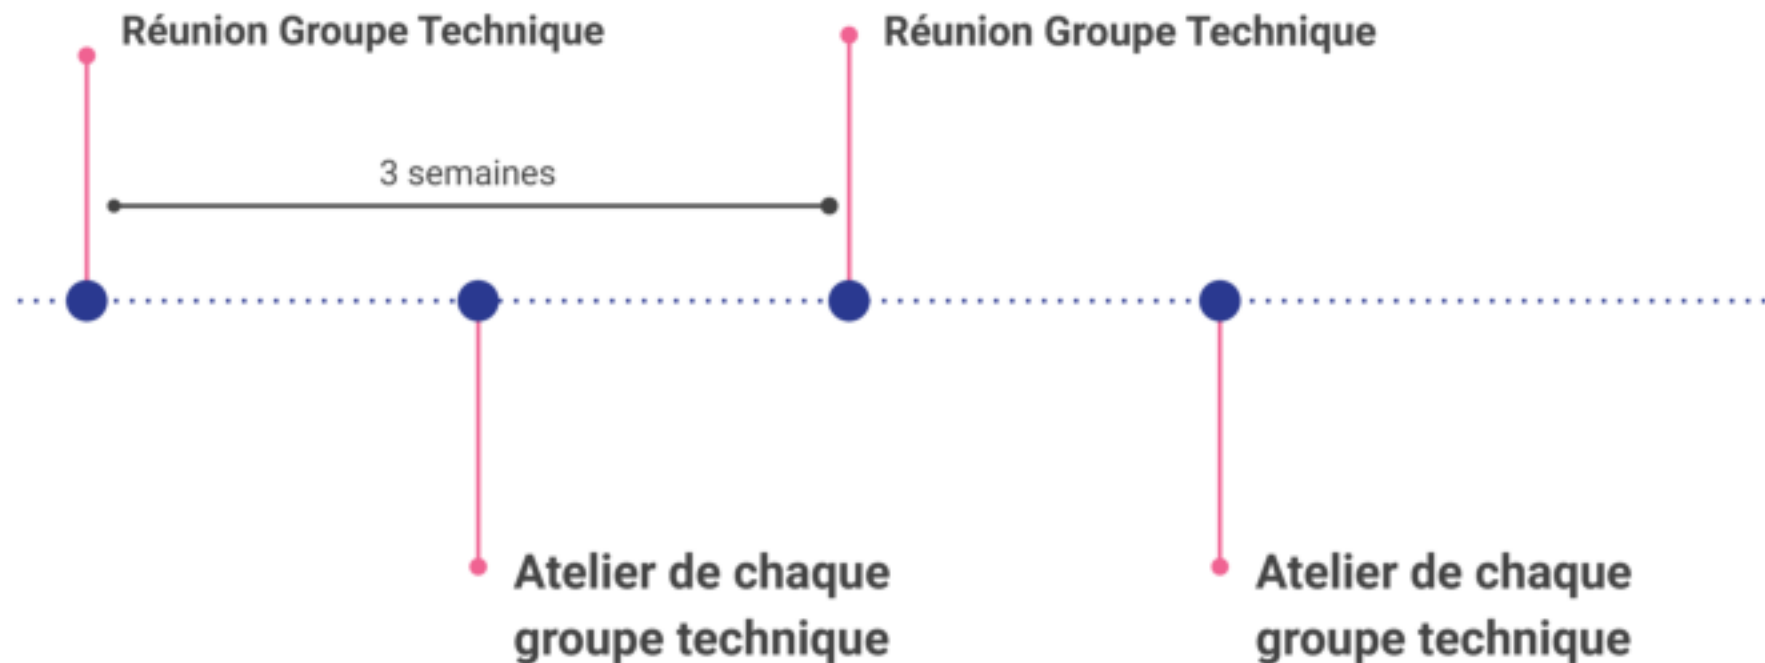 Réunion Groupe Technique
Réunion Groupe Technique
3 semaines
Atelier de chaque
groupe technique
Atelier de chaque
groupe technique